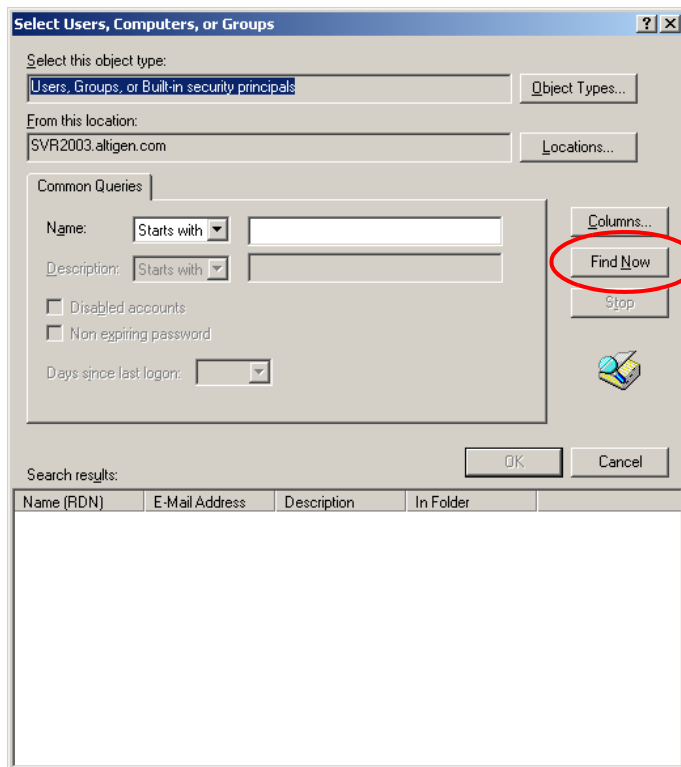 Select Users, Computers, or Groups
Select this object type:
Users, Groups, or Built-in security principals
Object Types...
From this location:
SVR2003.altigen.com
Locations...
Common Queries
Name:
Starts with
Columns...
Description:
Starts with
Find Now
Disabled accounts
Stop
Non expiring password
Days since last logon:
OK
Cancel
Search results:
Name (RDN)
E-Mail Address
Description
In Folder